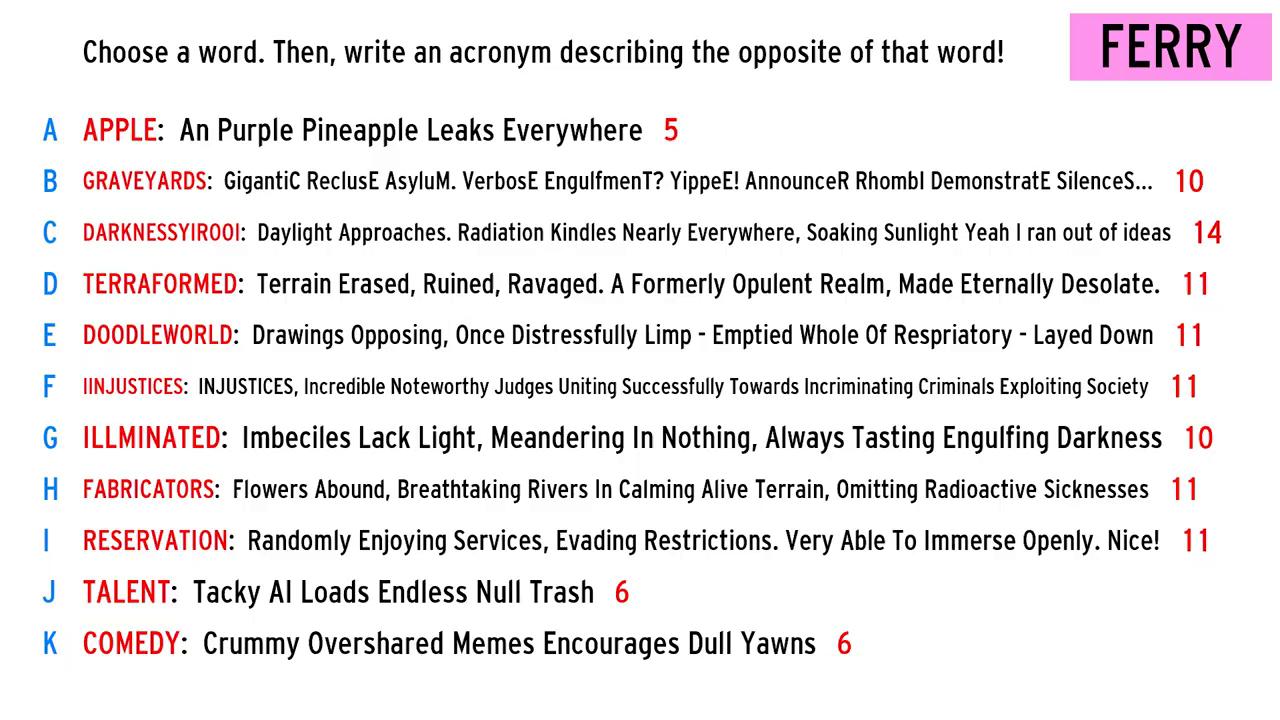 Choose a word. Then, write an acronym describing the opposite of that word!
FERRY
A APPLE: An Purple Pineapple Leaks Everywhere 5
B GRAVEYARDS: GigantiC ReclusE AsyluM. VerbosE EngulfmenT? YippeE! AnnounceR RhombI DemonstratE SilenceS... 10
C DARKNESSYIROOI: Daylight Approaches. Radiation Kindles Nearly Everywhere, Soaking Sunlight Yeah I ran out of ideas 14
D TERRAFORMED: Terrain Erased, Ruined, Ravaged. A Formerly Opulent Realm, Made Eternally Desolate. 11
E DOODLEWORLD: Drawings Opposing, Once Distressfully Limp - Emptied Whole Of Respriatory - Layed Down 11
F IINJUSTICES: INJUSTICES, Incredible Noteworthy Judges Uniting Successfully Towards Incriminating Criminals Exploiting Society 11
G ILLMINATED: Imbeciles Lack Light, Meandering In Nothing, Always Tasting Engulfing Darkness 10
H FABRICATORS: Flowers Abound, Breathtaking Rivers In Calming Alive Terrain, Omitting Radioactive Sicknesses 11
I RESERVATION: Randomly Enjoying Services, Evading Restrictions. Very Able To Immerse Openly. Nice! 11
J TALENT: Tacky AI Loads Endless Null Trash 6
K COMEDY: Crummy Overshared Memes Encourages Dull Yawns 6